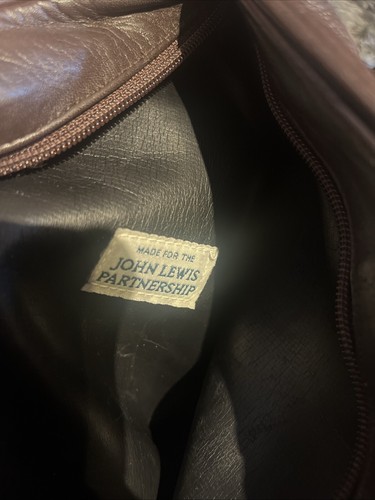 MADE FOR THE
JOHN LEWIS
PARTNERSHIP